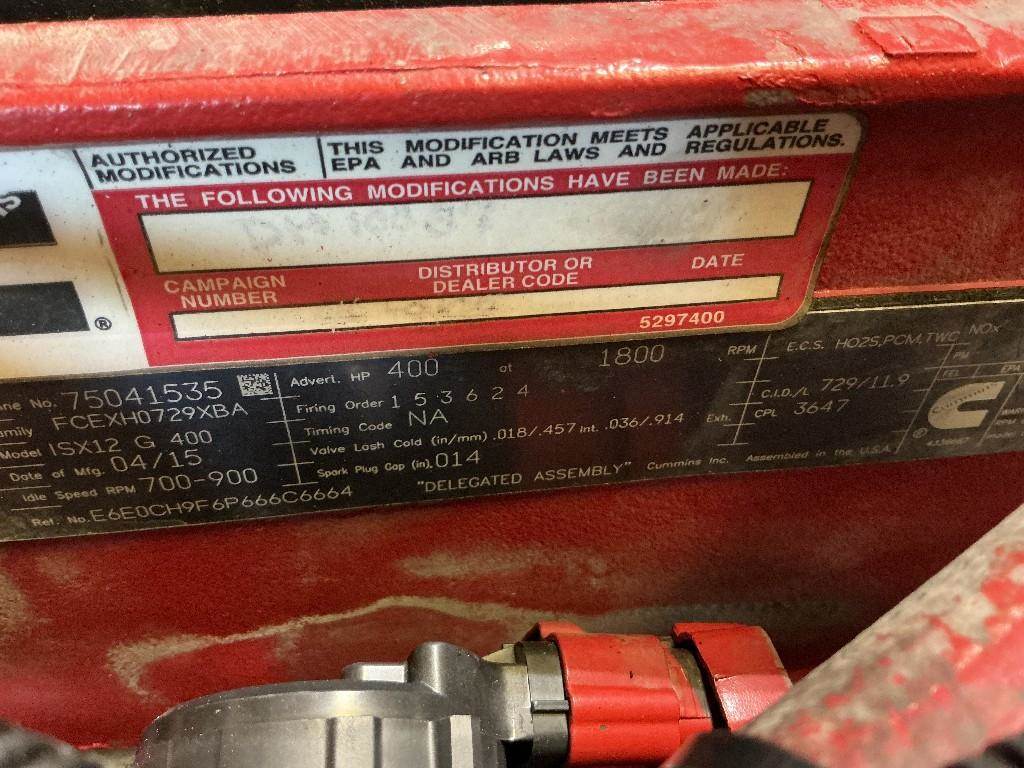 AUTHORIZED MODIFICATIONS
THIS MODIFICATION MEETS APPLICABLE
EPA AND ARB LAWS AND REGULATIONS.
THE FOLLOWING MODIFICATIONS HAVE BEEN MADE:
CAMPAIGN NUMBER
DISTRIBUTOR OR DEALER CODE
DATE
®
5297400
No. 75041535
FCEXH0729XBA
Model ISX12 G 400
Date of Mfg. 04/15
Idle Speed RPM 700-900
Ref. No. E6E0CH9F6P666C6664
Advert. HP 400 at 1800 RPM
Firing Order 1 5 3 6 2 4
Timing Code NA
Valve Lash Cold (in/mm) .018/.457 Int. .036/.914 Exh.
Spark Plug Gap (in) .014
"DELEGATED ASSEMBLY" Cummins Inc. Assembled in the U.S.A.
E.C.S. HO2S,PCM,TWC NOx
C.I.D./L 729/11.9
CPL 3647
Cummins
®
EPA